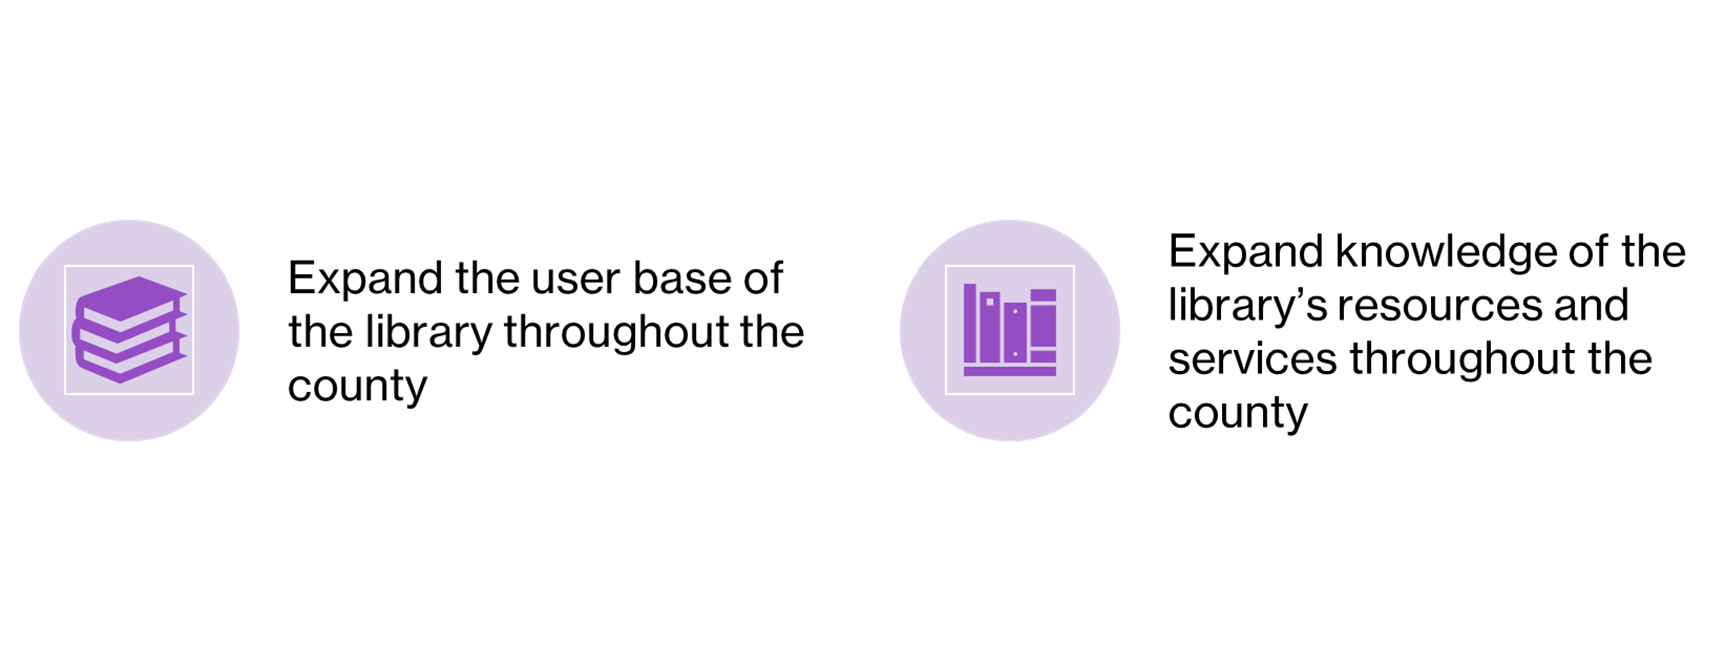 Expand the user base of
the library throughout the
county
Expand knowledge of the
library’s resources and
services throughout the
county